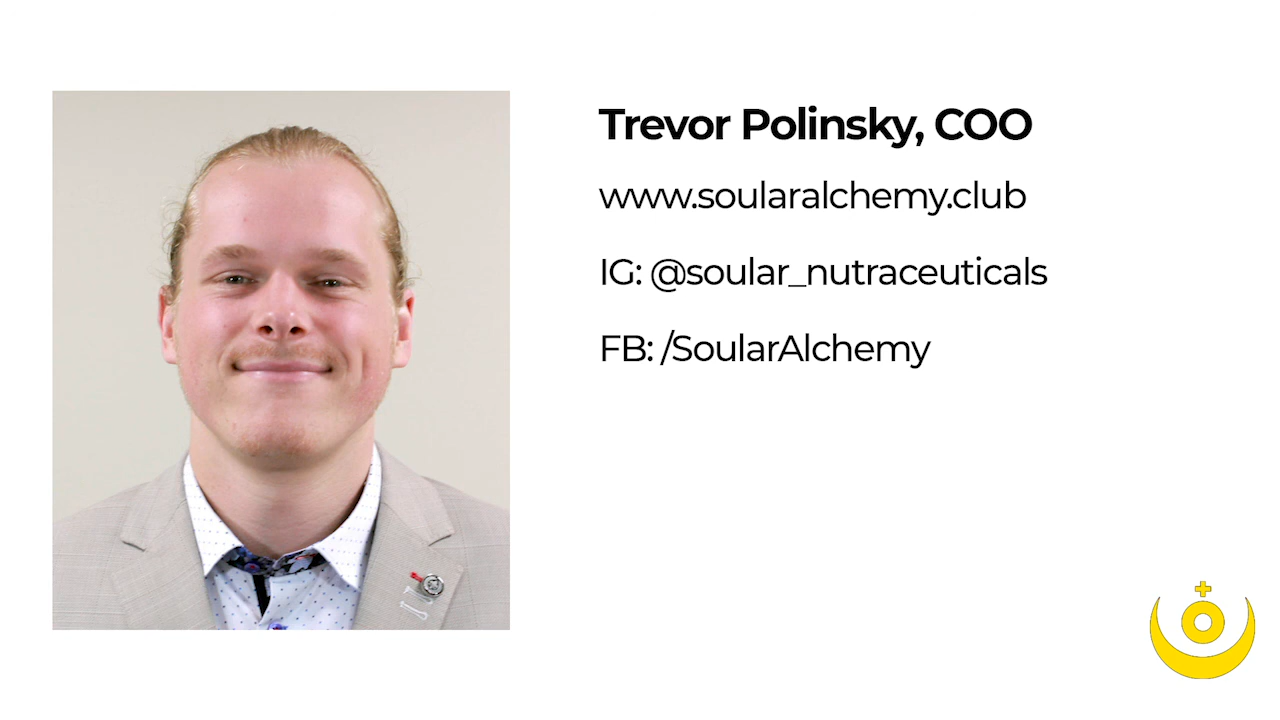 Trevor Polinsky, COO
www.soularalchemy.club
IG: @soular_nutraceuticals
FB: /SoularAlchemy